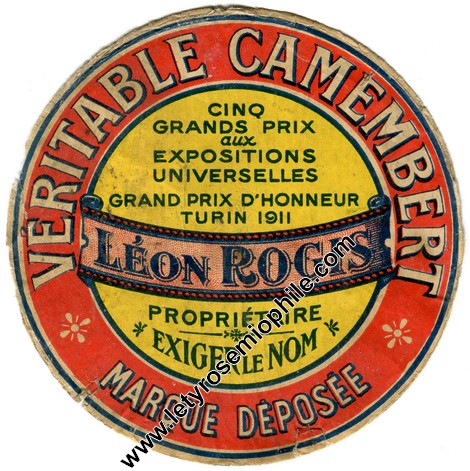 VERITABLE CAMEMBERT
CINQ
GRANDS PRIX
aux
EXPOSITIONS
UNIVERSELLES
GRAND PRIX D'HONNEUR
TURIN 1911
LÉON ROGIS
PROPRIÉTAIRE
EXIGER LE NOM
MARQUE DÉPOSÉE
www.letyrosemiophile.com